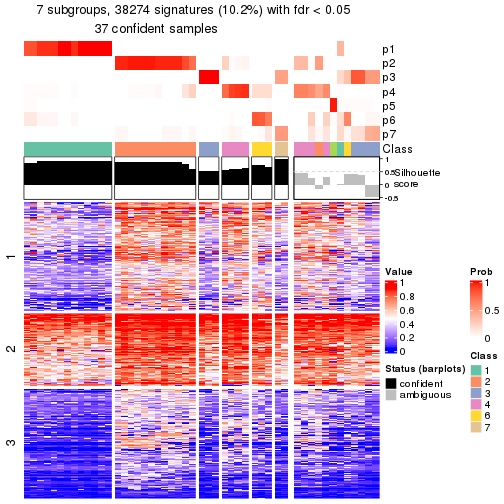 7 subgroups, 38274 signatures (10.2%) with fdr < 0.05
37 confident samples
p1
p2
p3
p4
p5
p6
p7
Class
1
0.5
0
-0.5
Silhouette
score
1
2
3
Value
1
0.8
0.6
0.4
0.2
0
Prob
1
0.5
0
Status (barplots)
confident
ambiguous
Class
1
2
3
4
6
7